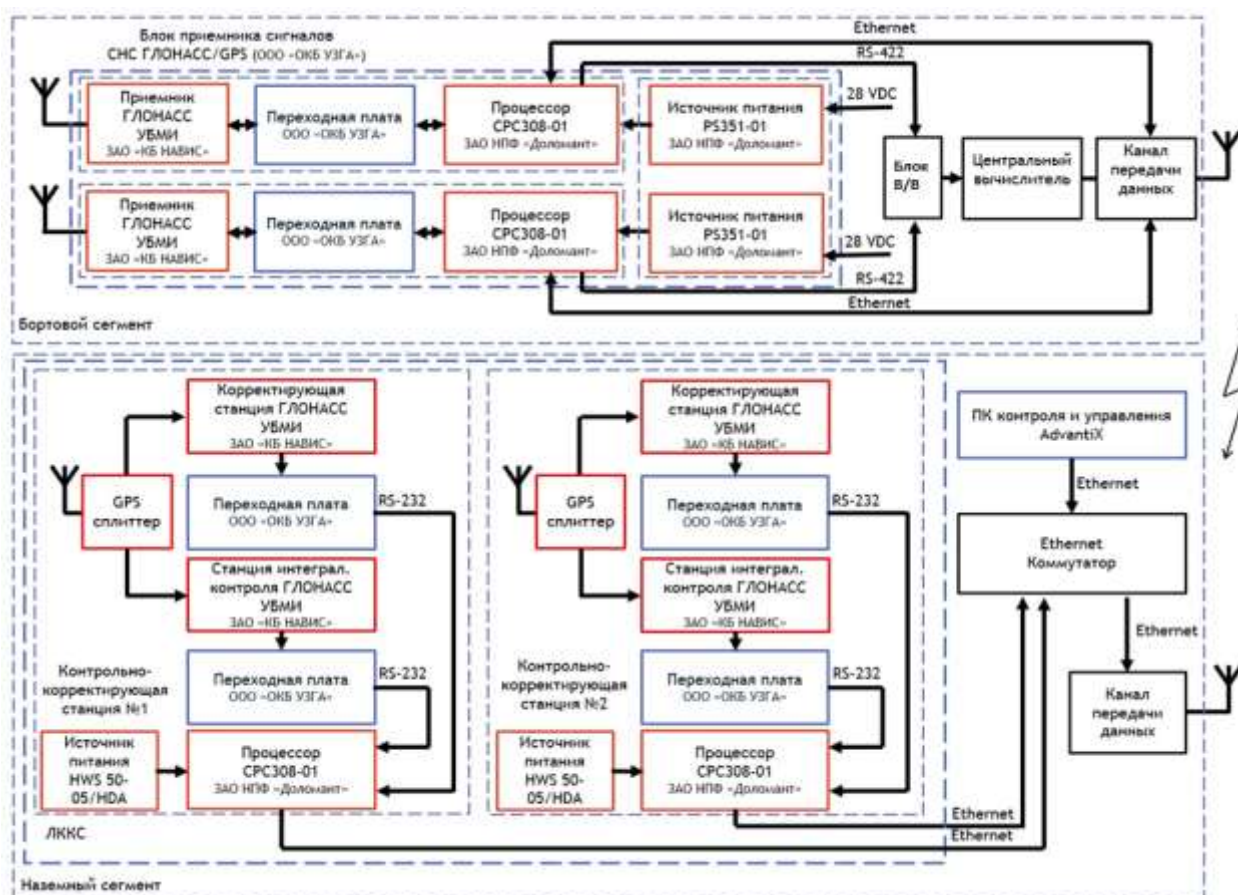 Ethernet
Блок приемника сигналов
СНС ГЛОНАСС/GPS (ООО «ОКБ УЗГА»)
RS-422
Приемник
ГЛОНАСС
УБМИ
ЗАО «КБ НАВИС»
Переходная плата
ООО «ОКБ УЗГА»
Процессор
CPC308-01
ЗАО НПФ «Доломант»
Источник питания
PS351-01
ЗАО НПФ «Доломант»
28 VDC
Блок
В/В
Центральный
вычислитель
Канал
передачи
данных
Приемник
ГЛОНАСС
УБМИ
ЗАО «КБ НАВИС»
Переходная плата
ООО «ОКБ УЗГА»
Процессор
CPC308-01
ЗАО НПФ «Доломант»
Источник питания
PS351-01
ЗАО НПФ «Доломант»
28 VDC
RS-422
Ethernet
Бортовой сегмент
Корректирующая
станция ГЛОНАСС
УБМИ
ЗАО «КБ НАВИС»
GPS
сплиттер
Переходная плата
ООО «ОКБ УЗГА»
RS-232
Станция интеграл.
контроля ГЛОНАСС
УБМИ
ЗАО «КБ НАВИС»
Контрольно-
корректирующая
станция №1
Переходная плата
ООО «ОКБ УЗГА»
RS-232
Источник
питания
HWS 50-
05/HDA
Процессор
CPC308-01
ЗАО НПФ «Доломант»
ЛККС
Корректирующая
станция ГЛОНАСС
УБМИ
ЗАО «КБ НАВИС»
GPS
сплиттер
Переходная плата
ООО «ОКБ УЗГА»
RS-232
Станция интеграл.
контроля ГЛОНАСС
УБМИ
ЗАО «КБ НАВИС»
Контрольно-
корректирующая
станция №2
Переходная плата
ООО «ОКБ УЗГА»
RS-232
Источник
питания
HWS 50-
05/HDA
Процессор
CPC308-01
ЗАО НПФ «Доломант»
ПК контроля и управления
AdvantiX
Ethernet
Ethernet
Коммутатор
Ethernet
Канал
передачи
данных
Ethernet
Ethernet
Наземный сегмент